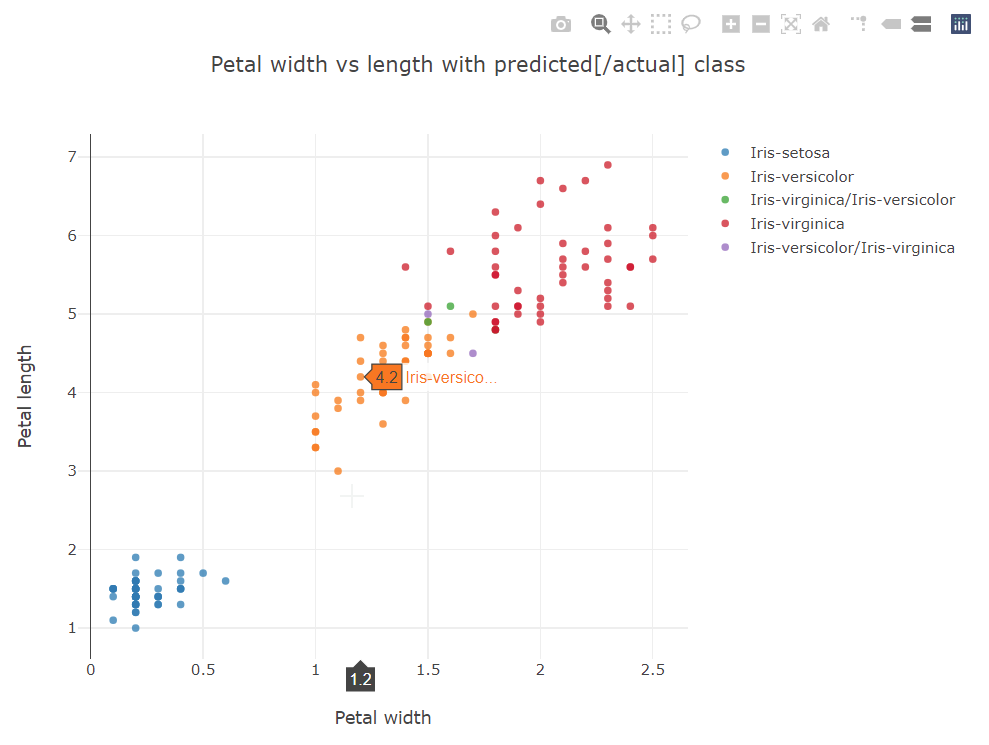 Petal width vs length with predicted[/actual] class
Iris-setosa
Iris-versicolor
Iris-virginica/Iris-versicolor
Iris-virginica
Iris-versicolor/Iris-virginica
Petal length
7
6
5
4
3
2
1
4.2 Iris-versico...
0 0.5 1 1.5 2 2.5
1.2
Petal width